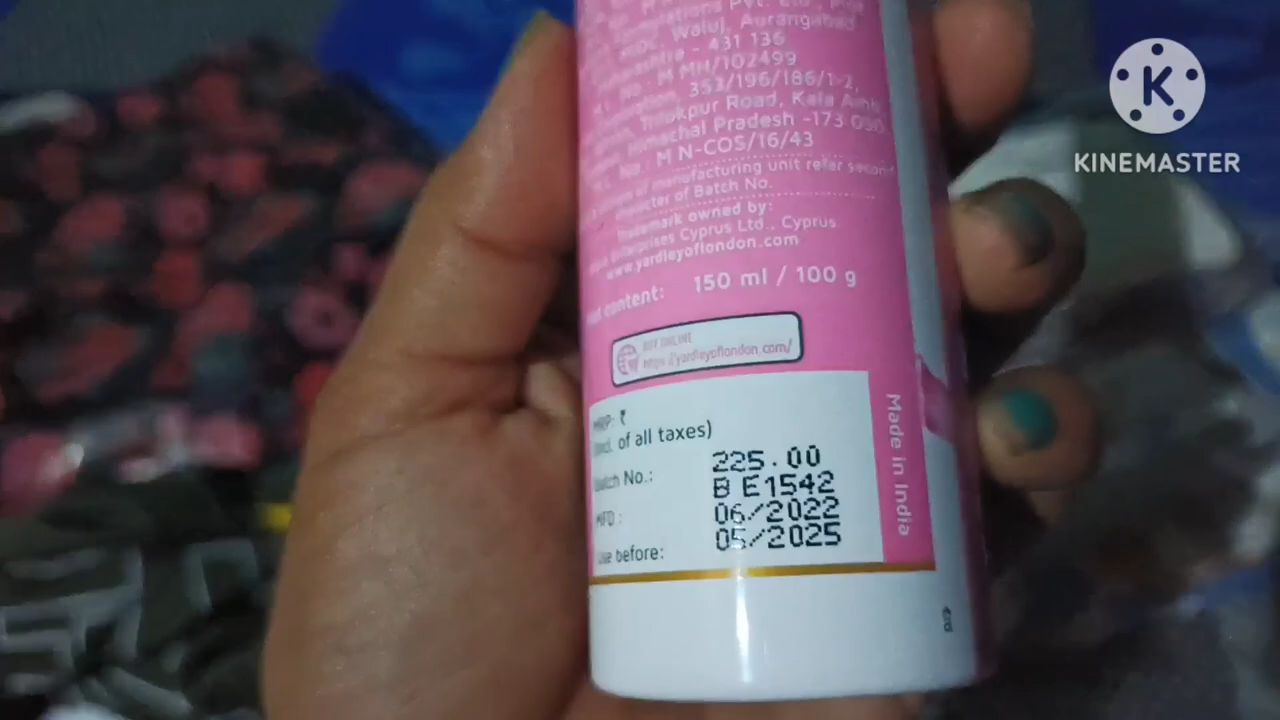 Pvt. Ltd.,
Waluj, Aurangabad
- 431 136
No : M MH/102499
353/196/186/1-2,
Trilokpur Road, Kala Amb
Himachal Pradesh -173 030
No : M N-COS/16/43
of manufacturing unit refer second
character of Batch No.
Trademark owned by:
Enterprises Cyprus Ltd., Cyprus.
www.yardleyoflondon.com
content: 150 ml / 100 g
BUY ONLINE
https://yardleyoflondon.com/
MRP: ₹
(Incl. of all taxes) 225.00
Batch No.: B E1542
MFD : 06/2022
Use before: 05/2025
Made in India
K
KINEMASTER